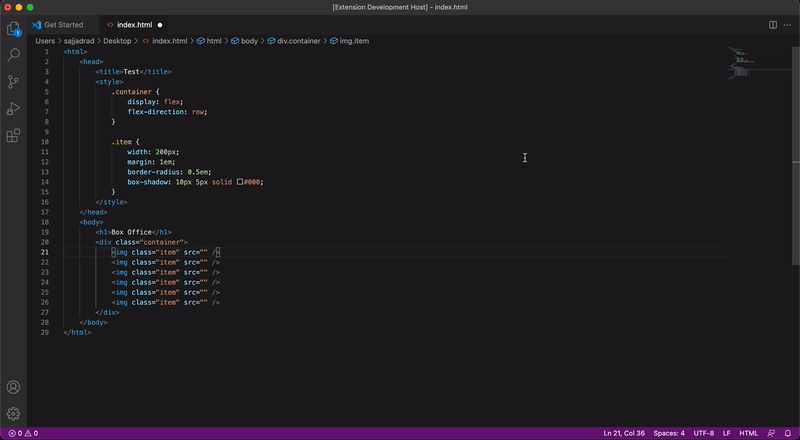 [Extension Development Host] - index.html
Get Started
<> index.html
Users > sajjadrad > Desktop > <> index.html > html > body > div.container > img.item
1
1 <html>
2 <head>
3 <title>Test</title>
4 <style>
5 .container {
6 display: flex;
7 flex-direction: row;
8 }
9
10 .item {
11 width: 200px;
12 margin: 1em;
13 border-radius: 0.5em;
14 box-shadow: 10px 5px solid #000;
15 }
16 </style>
17 </head>
18 <body>
19 <h1>Box Office</h1>
20 <div class="container">
21 <img class="item" src="" />
22 <img class="item" src="" />
23 <img class="item" src="" />
24 <img class="item" src="" />
25 <img class="item" src="" />
26 <img class="item" src="" />
27 </div>
28 </body>
29 </html>
0 0 Ln 21, Col 36 Spaces: 4 UTF-8 LF HTML